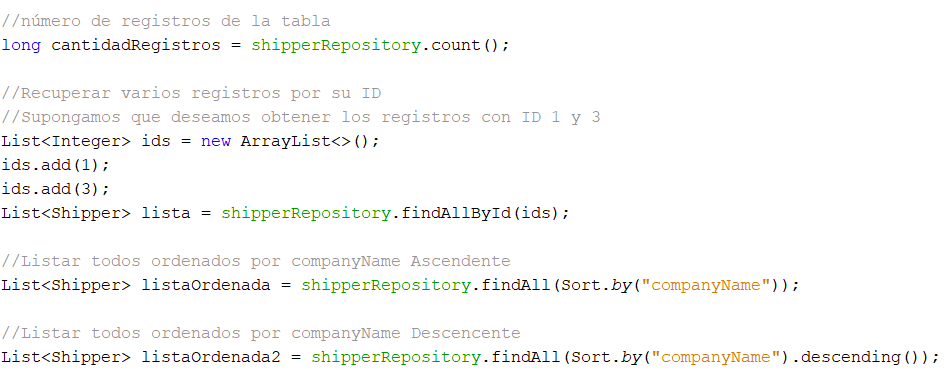 //número de registros de la tabla
long cantidadRegistros = shipperRepository.count();
//Recuperar varios registros por su ID
//Supongamos que deseamos obtener los registros con ID 1 y 3
List<Integer> ids = new ArrayList<>();
ids.add(1);
ids.add(3);
List<Shipper> lista = shipperRepository.findAllById(ids);
//Listar todos ordenados por companyName Ascendente
List<Shipper> listaOrdenada = shipperRepository.findAll(Sort.by("companyName"));
//Listar todos ordenados por companyName Descencente
List<Shipper> listaOrdenada2 = shipperRepository.findAll(Sort.by("companyName").descending());